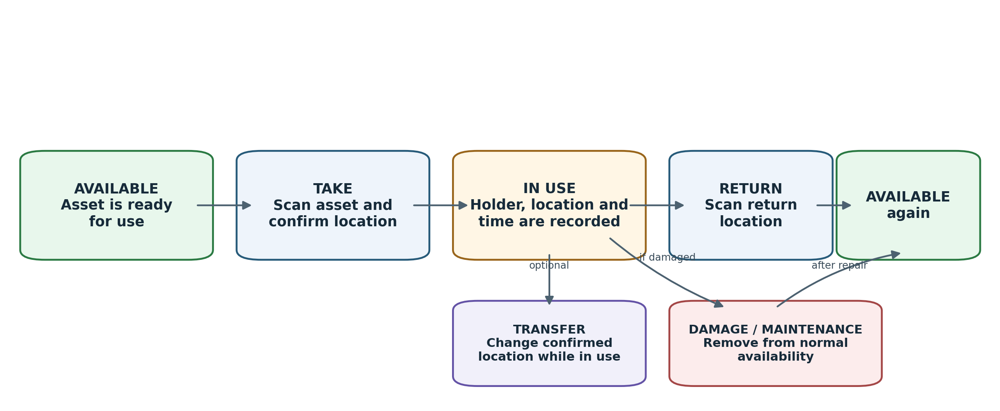 AVAILABLE
Asset is ready
for use
TAKE
Scan asset and
confirm location
IN USE
Holder, location and
time are recorded
RETURN
Scan return
location
AVAILABLE
again
optional
if damaged
after repair
TRANSFER
Change confirmed
location while in use
DAMAGE / MAINTENANCE
Remove from normal
availability